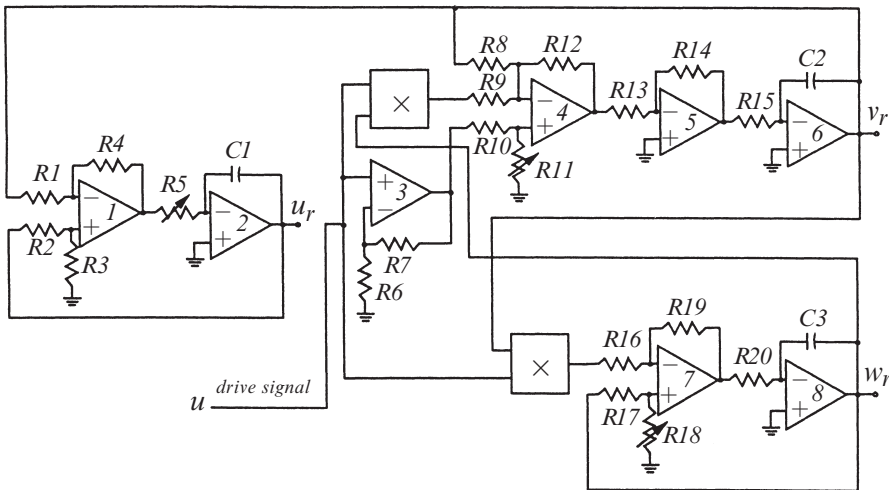 R8
R12
R14
C2
R9
R13
R15
×
4
5
6
v_r
R10
R11
R4
C1
R1
R5
3
1
2
u_r
R2
R3
R7
R6
R19
C3
R16
R20
×
7
8
w_r
u drive signal
R17
R18